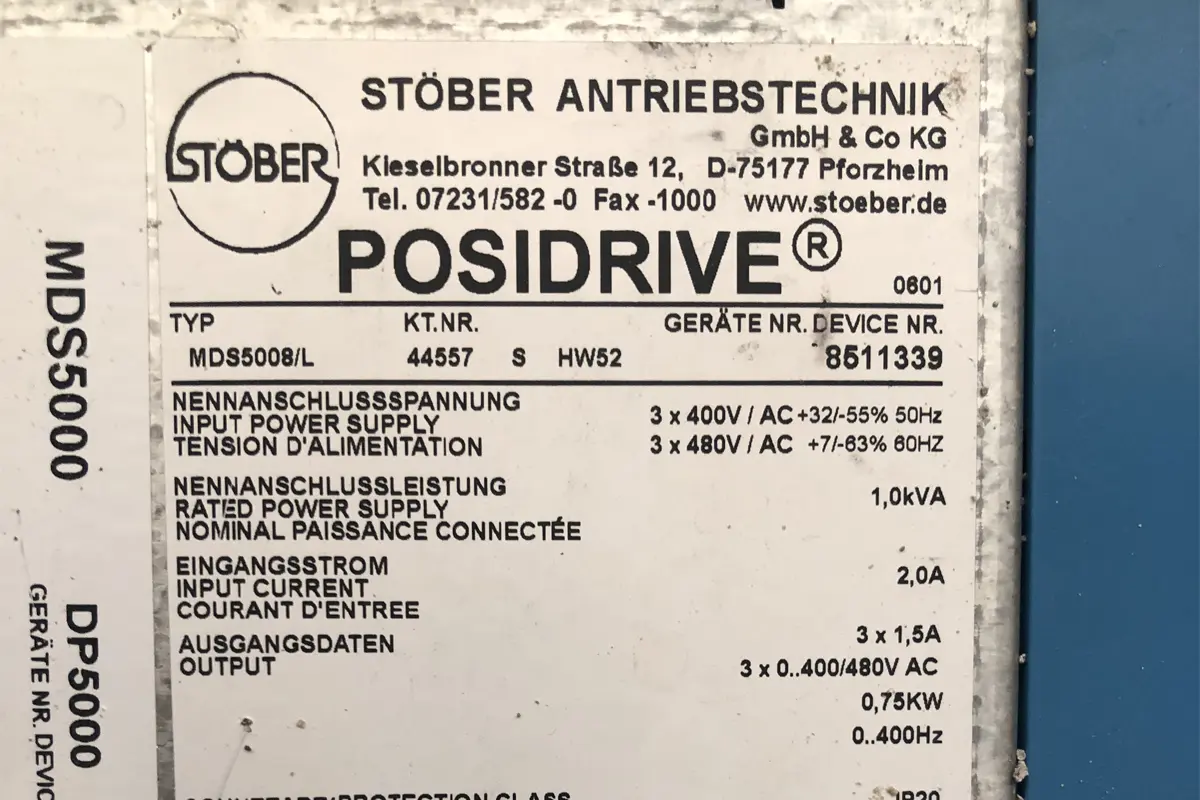 STÖBER
STÖBER ANTRIEBSTECHNIK
GmbH & Co KG
Kieselbronner Straße 12, D-75177 Pforzheim
Tel. 07231/582 -0 Fax -1000 www.stoeber.de
POSIDRIVE®
0601
TYP KT.NR. GERÄTE NR. DEVICE NR.
MDS5008/L 44557 S HW52 8511339
NENNANSCHLUSSSPANNUNG
INPUT POWER SUPPLY
TENSION D'ALIMENTATION
3 x 400V / AC +32/-55% 50Hz
3 x 480V / AC +7/-63% 60HZ
NENNANSCHLUSSLEISTUNG
RATED POWER SUPPLY
NOMINAL PAISSANCE CONNECTÉE
1,0kVA
EINGANGSSTROM
INPUT CURRENT
COURANT D'ENTREE
2,0A
AUSGANGSDATEN
OUTPUT
3 x 1,5A
3 x 0..400/480V AC
0,75KW
0..400Hz
PROTECTION CLASS
IP20
MDS5000
DP5000
GERÄTE NR.